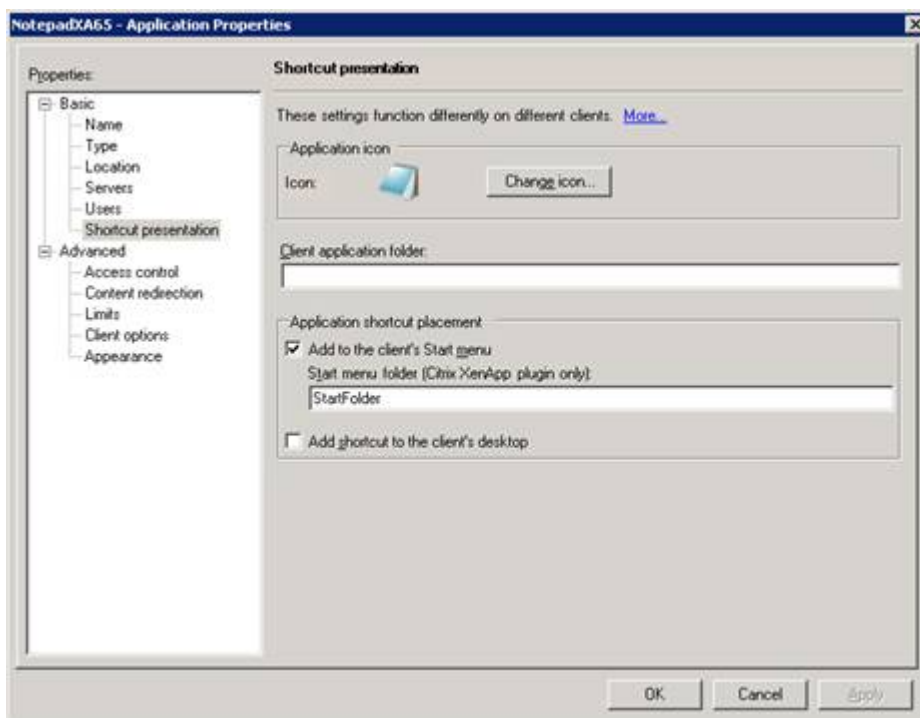 NotepadXA65 - Application Properties
Properties:
Basic
Name
Type
Location
Servers
Users
Shortcut presentation
Advanced
Access control
Content redirection
Limits
Client options
Appearance
Shortcut presentation
These settings function differently on different clients. More...
Application icon
Icon: Change icon...
Client application folder:
Application shortcut placement
Add to the client's Start menu
Start menu folder (Citrix XenApp plugin only):
StartFolder
Add shortcut to the client's desktop
OK Cancel Apply